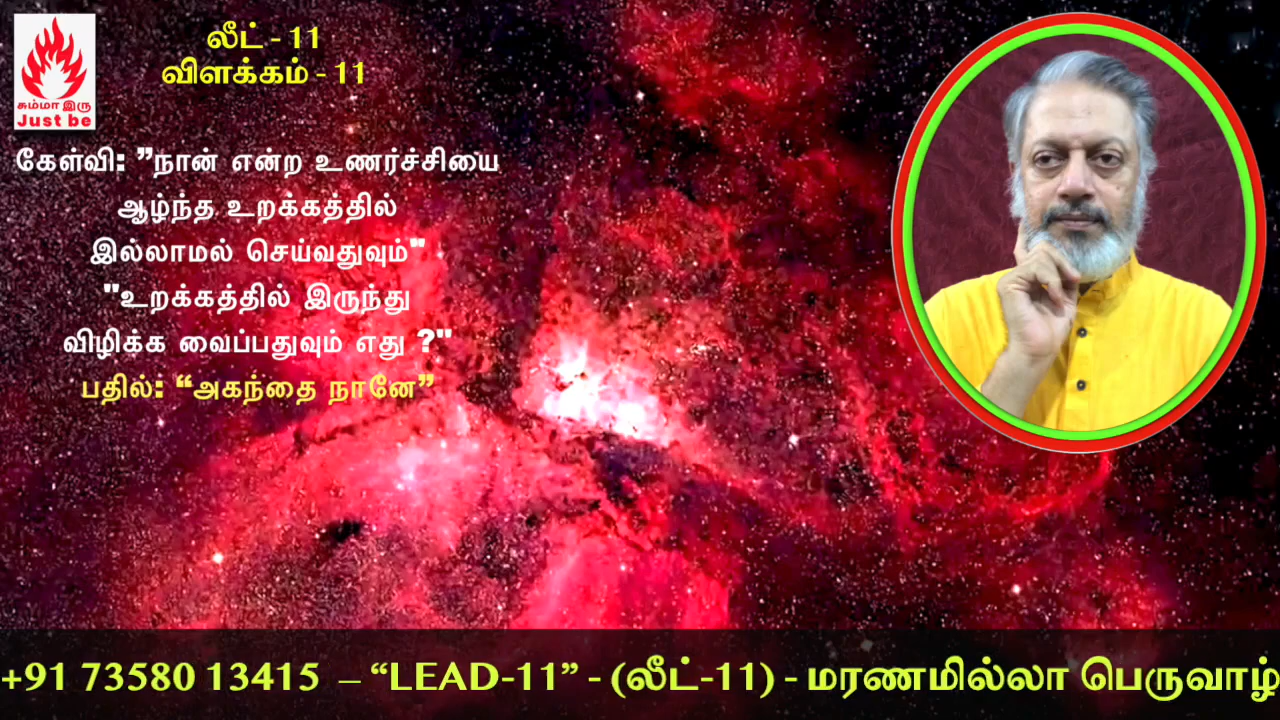 சும்மா இரு
Just be
லீட் - 11
விளக்கம் - 11
கேள்வி: ”நான் என்ற உணர்ச்சியை
ஆழ்ந்த உறக்கத்தில்
இல்லாமல் செய்வதுவும்"
"உறக்கத்தில் இருந்து
விழிக்க வைப்பதுவும் எது ?"
பதில்: “அகந்தை நானே”
+91 73580 13415 – “LEAD-11” - (லீட்-11) - மரணமில்லா பெருவாழ்